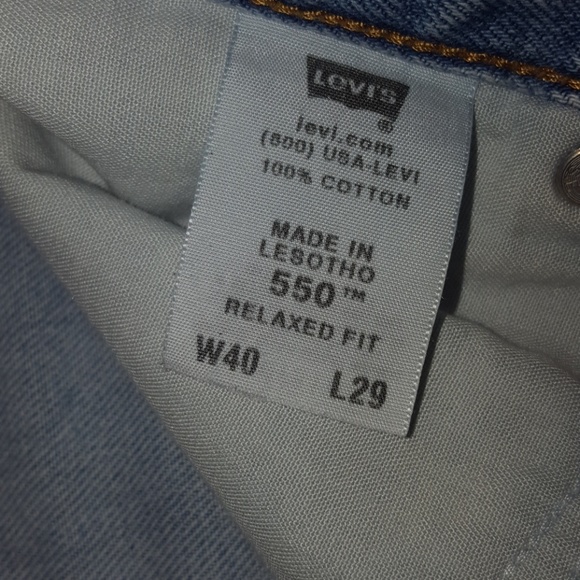 LEVI'S
®
levi.com
(800) USA-LEVI
100% COTTON
MADE IN
LESOTHO
550™
RELAXED FIT
W40 L29